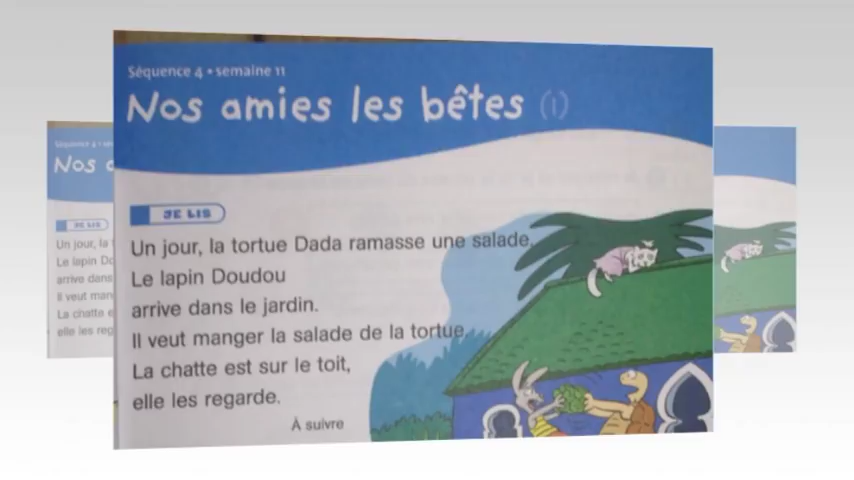 Séquence 4 • semaine 11
Nos amies les bêtes (1)
JE LIS
Un jour, la tortue Dada ramasse une salade.
Le lapin Doudou
arrive dans le jardin.
Il veut manger la salade de la tortue.
La chatte est sur le toit,
elle les regarde.
À suivre